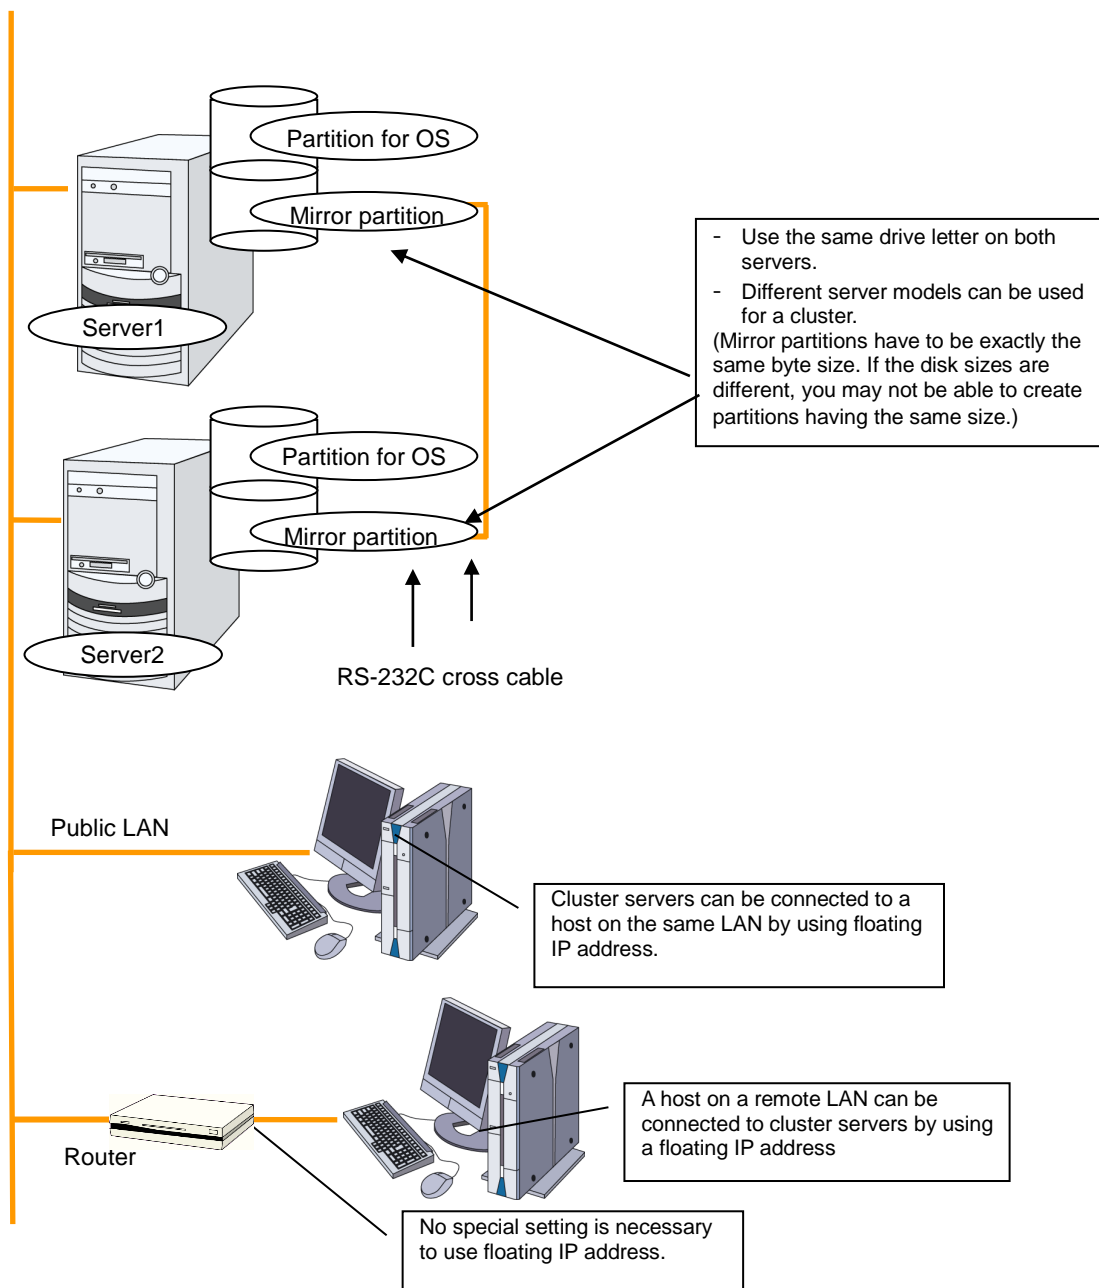 Partition for OS
Mirror partition
Server1
- Use the same drive letter on both
servers.
- Different server models can be used
for a cluster.
(Mirror partitions have to be exactly the
same byte size. If the disk sizes are
different, you may not be able to create
partitions having the same size.)
Partition for OS
Mirror partition
Server2
RS-232C cross cable
Public LAN
Cluster servers can be connected to a
host on the same LAN by using floating
IP address.
A host on a remote LAN can be
connected to cluster servers by using
a floating IP address
Router
No special setting is necessary
to use floating IP address.